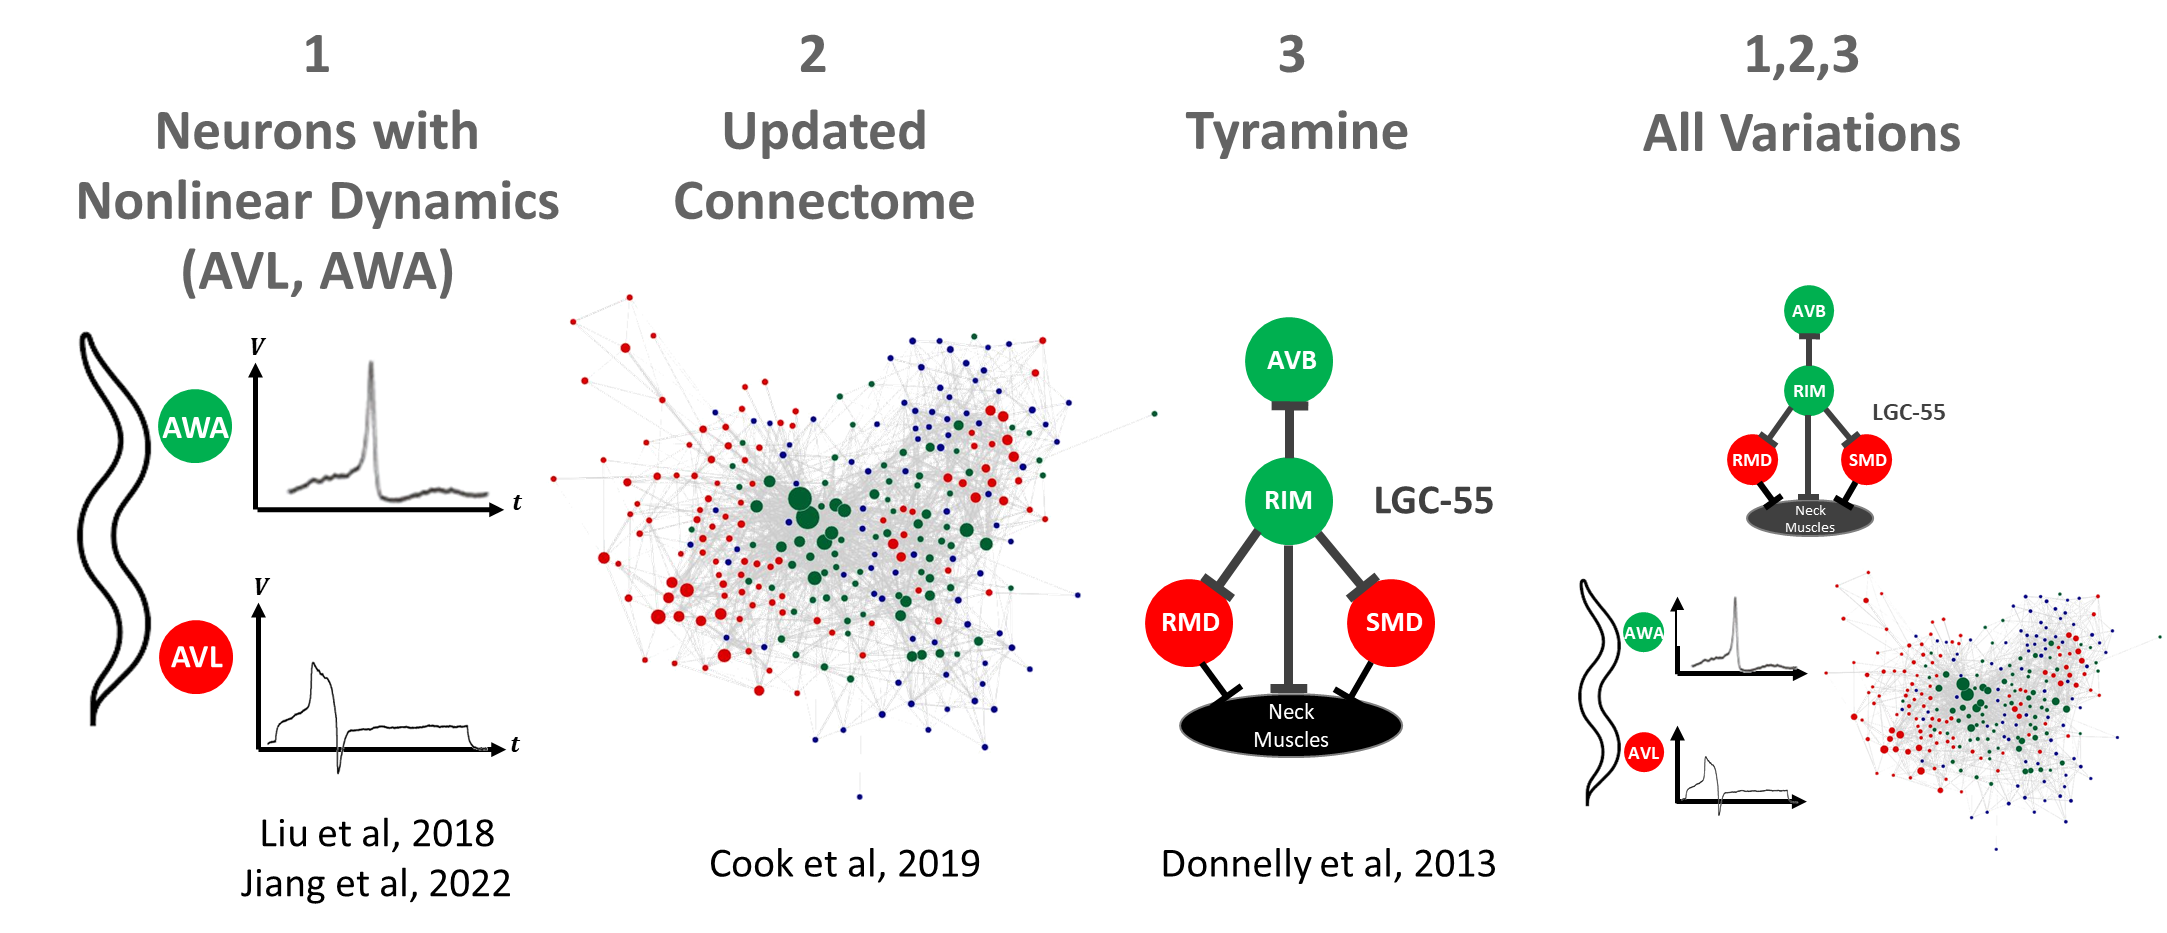 1
Neurons with
Nonlinear Dynamics
(AVL, AWA)
V
AWA
t
V
AVL
t
Liu et al, 2018
Jiang et al, 2022
2
Updated
Connectome
Cook et al, 2019
3
Tyramine
AVB
RIM
LGC-55
RMD
SMD
Neck
Muscles
Donnelly et al, 2013
1,2,3
All Variations
AVB
RIM
LGC-55
RMD
SMD
Neck
Muscles
AWA
AVL